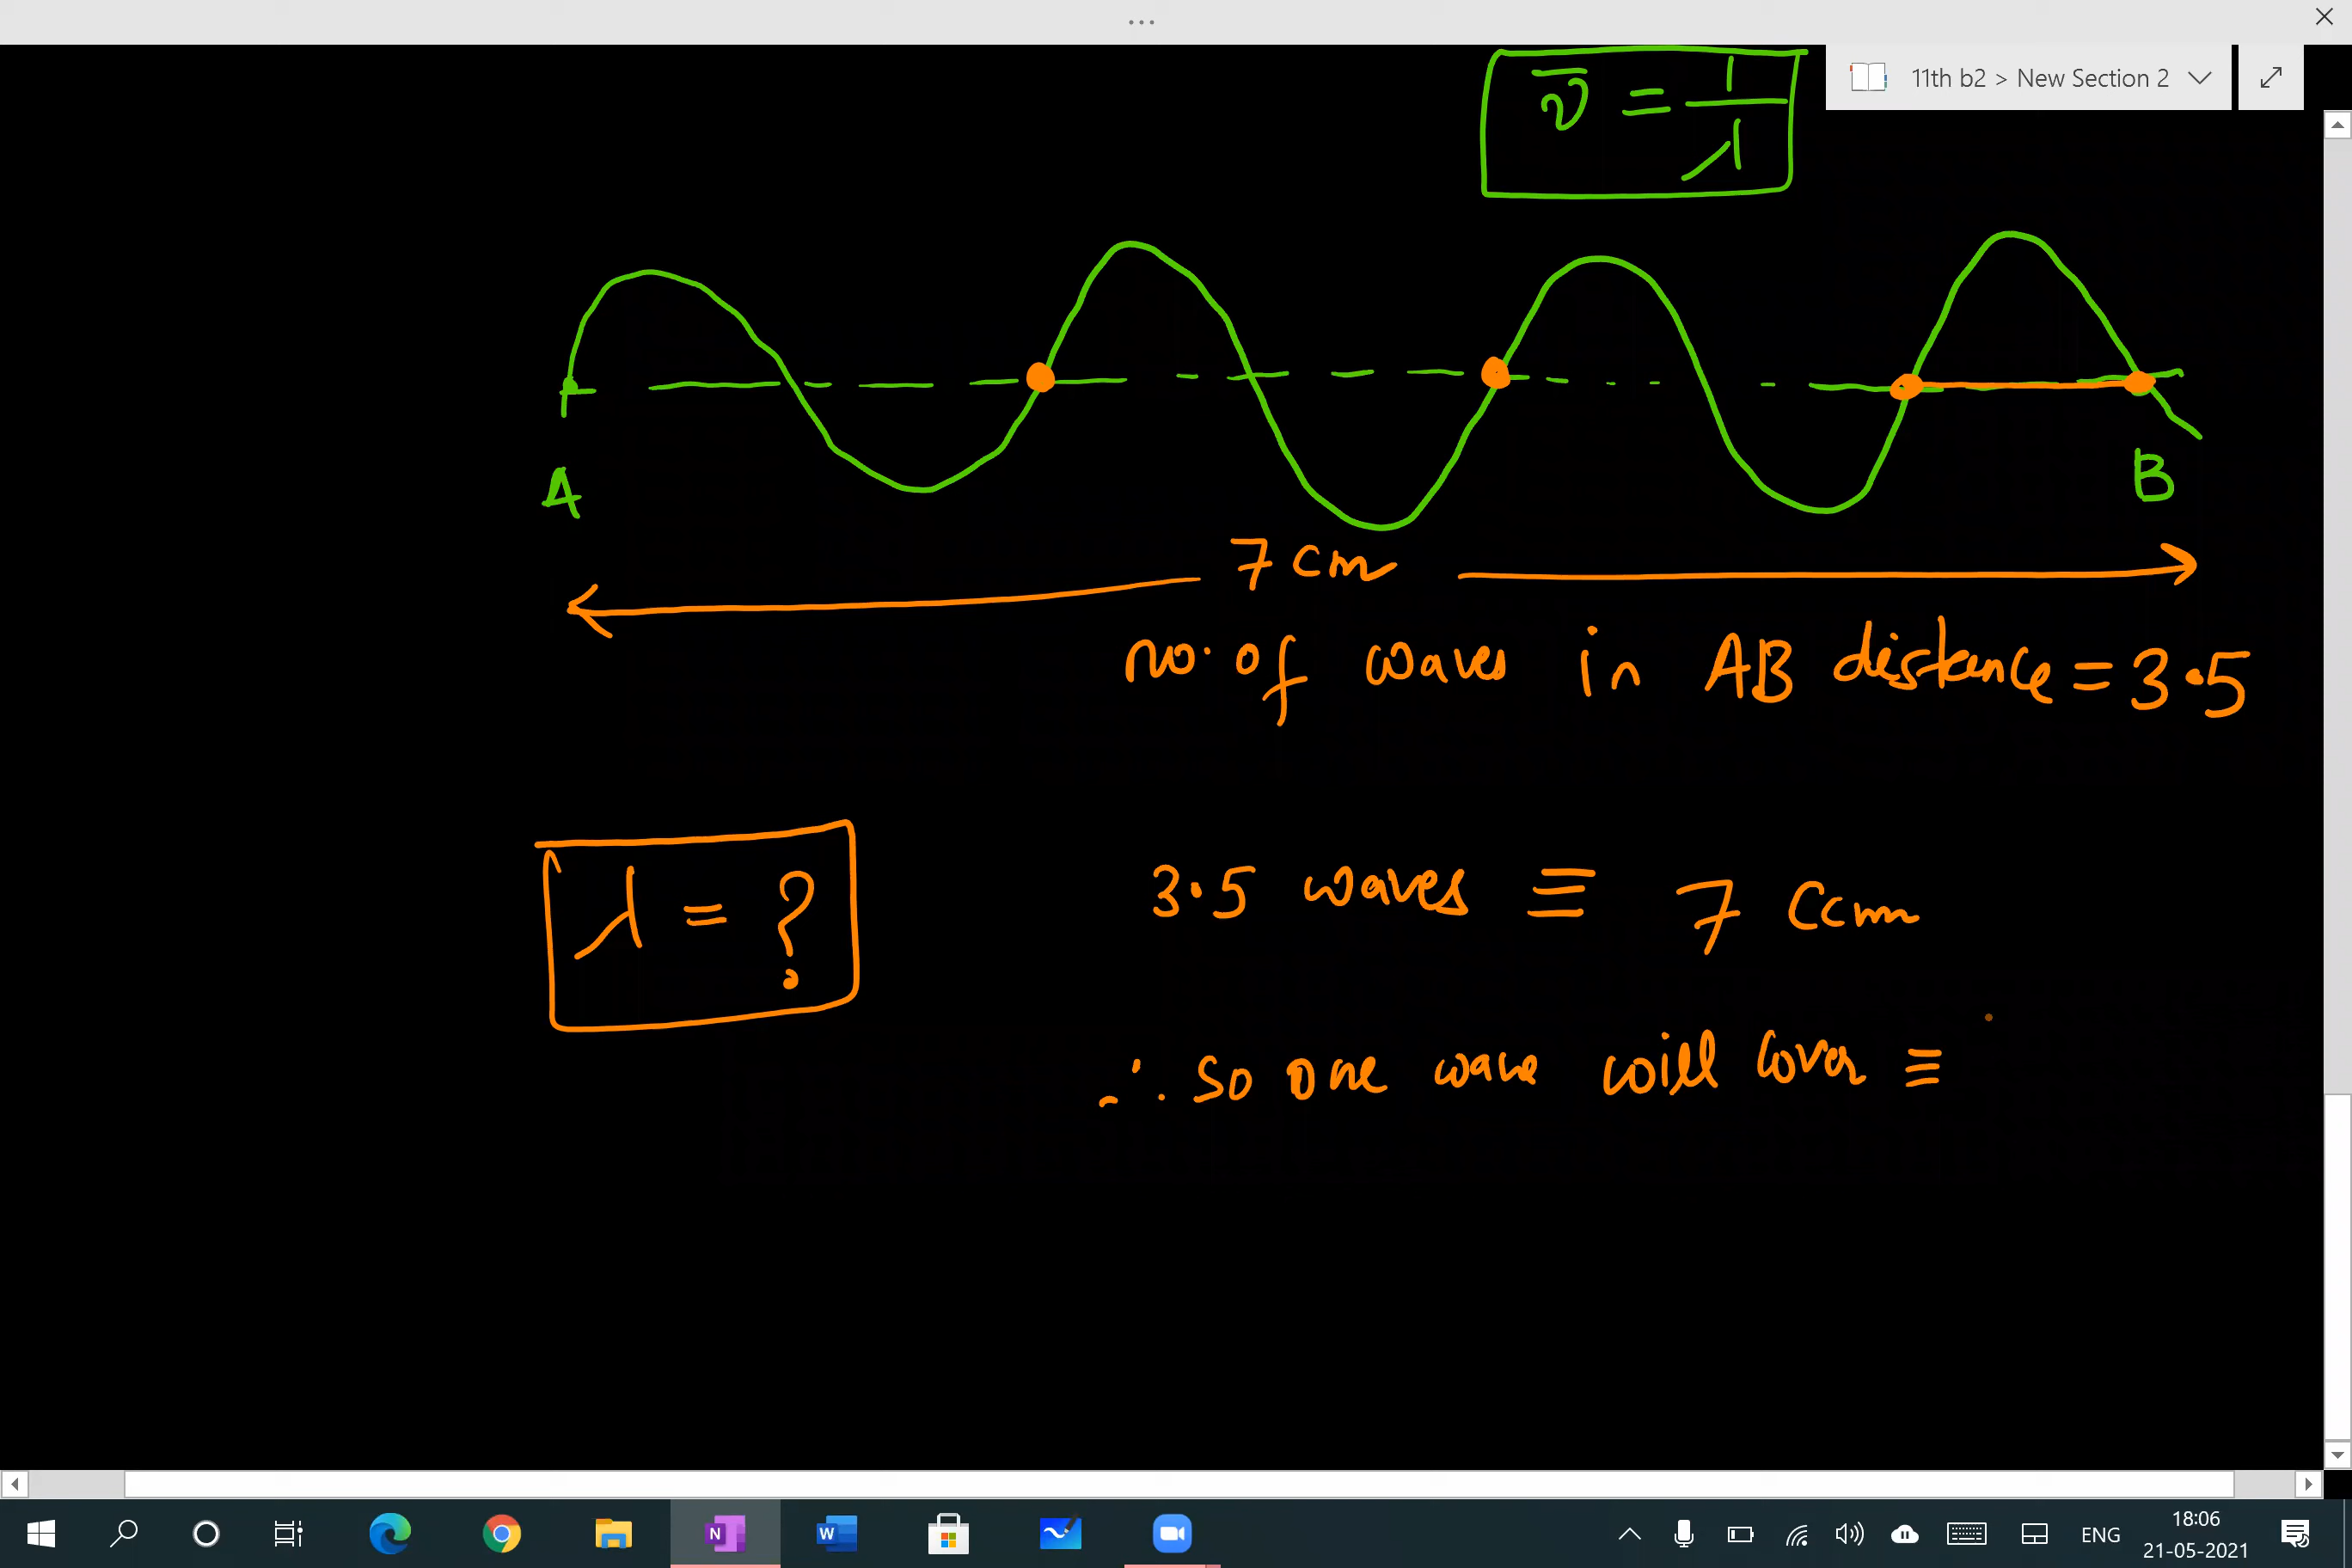 11th b2 > New Section 2
ν̅ = 1/λ
A
B
7 cm
no. of waves in AB distance = 3.5
λ = ?
3.5 waves ≡ 7 Ccm
∴ so one wave will cover ≡
N
W
ENG
18:06
21-05-2021